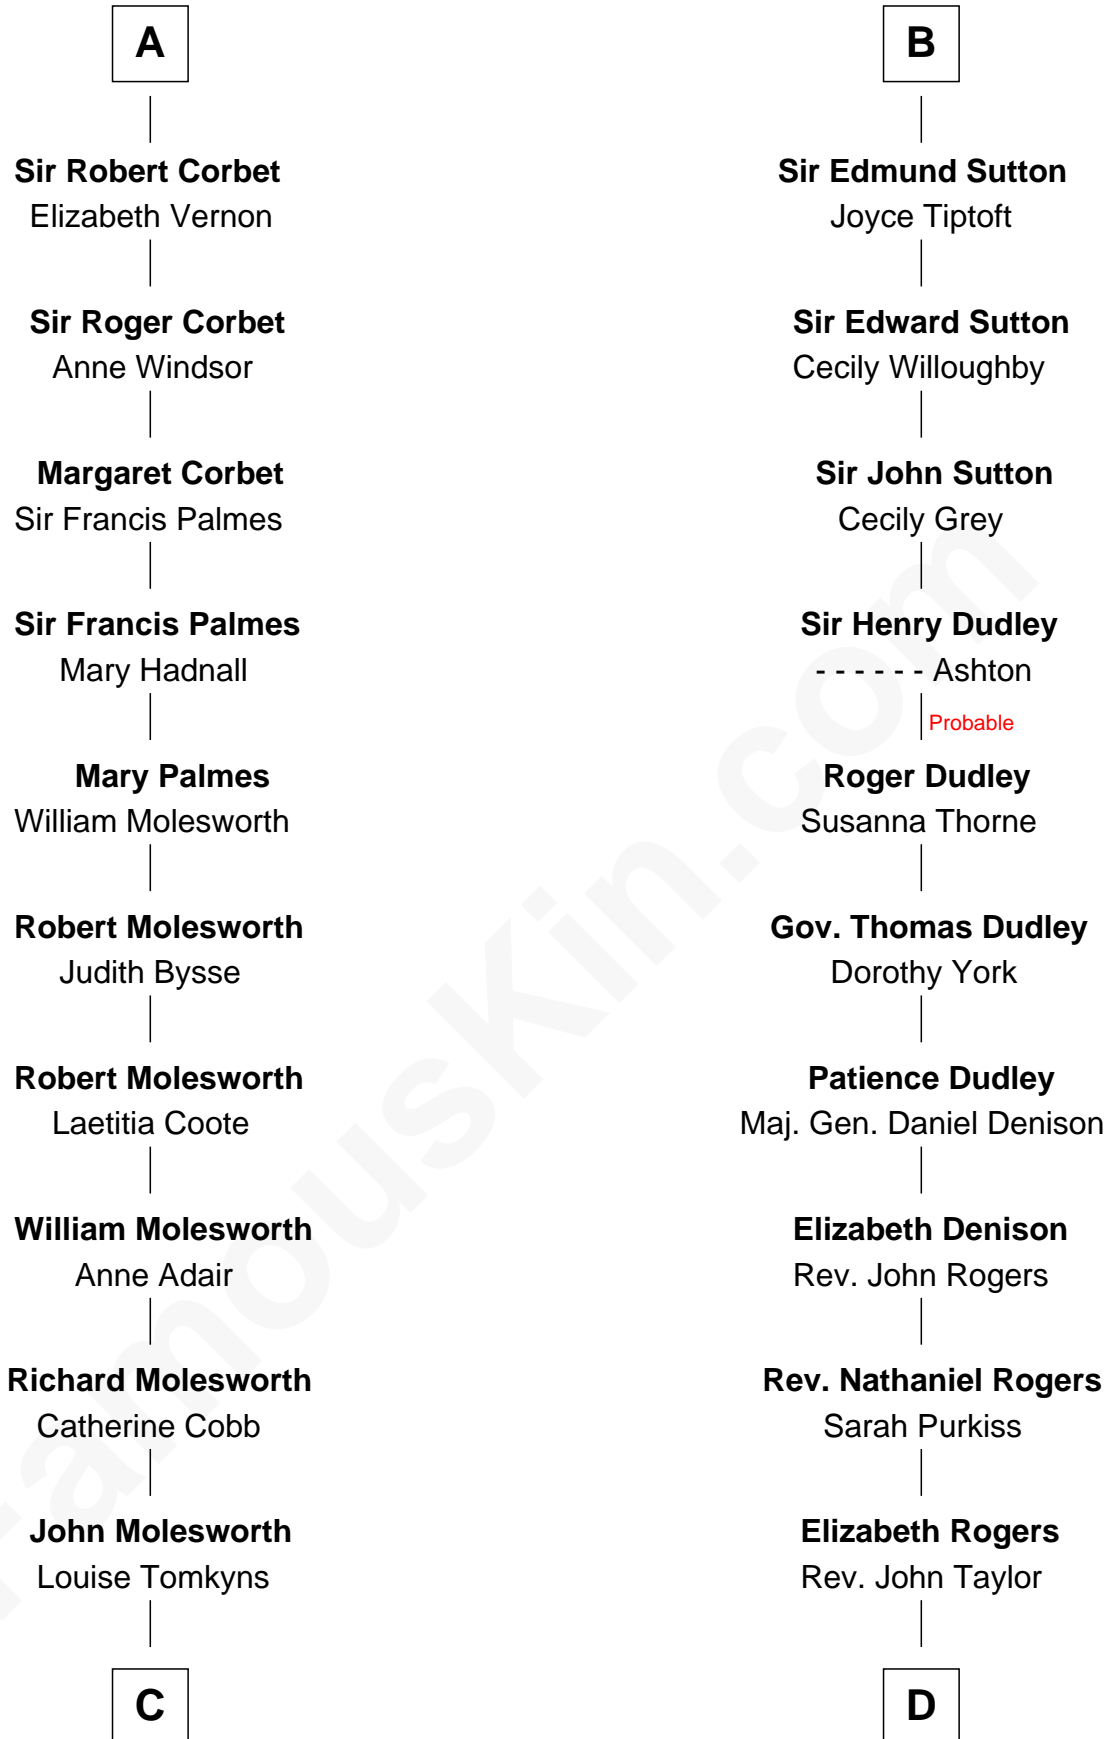 A
Sir Robert Corbet
Elizabeth Vernon
Sir Roger Corbet
Anne Windsor
Margaret Corbet
Sir Francis Palmes
Sir Francis Palmes
Mary Hadnall
Mary Palmes
William Molesworth
Robert Molesworth
Judith Bysse
Robert Molesworth
Laetitia Coote
William Molesworth
Anne Adair
Richard Molesworth
Catherine Cobb
John Molesworth
Louise Tomkyns
C
B
Sir Edmund Sutton
Joyce Tiptoft
Sir Edward Sutton
Cecily Willoughby
Sir John Sutton
Cecily Grey
Sir Henry Dudley
- - - - - - Ashton
Probable
Roger Dudley
Susanna Thorne
Gov. Thomas Dudley
Dorothy York
Patience Dudley
Maj. Gen. Daniel Denison
Elizabeth Denison
Rev. John Rogers
Rev. Nathaniel Rogers
Sarah Purkiss
Elizabeth Rogers
Rev. John Taylor
D
FamousKin.com